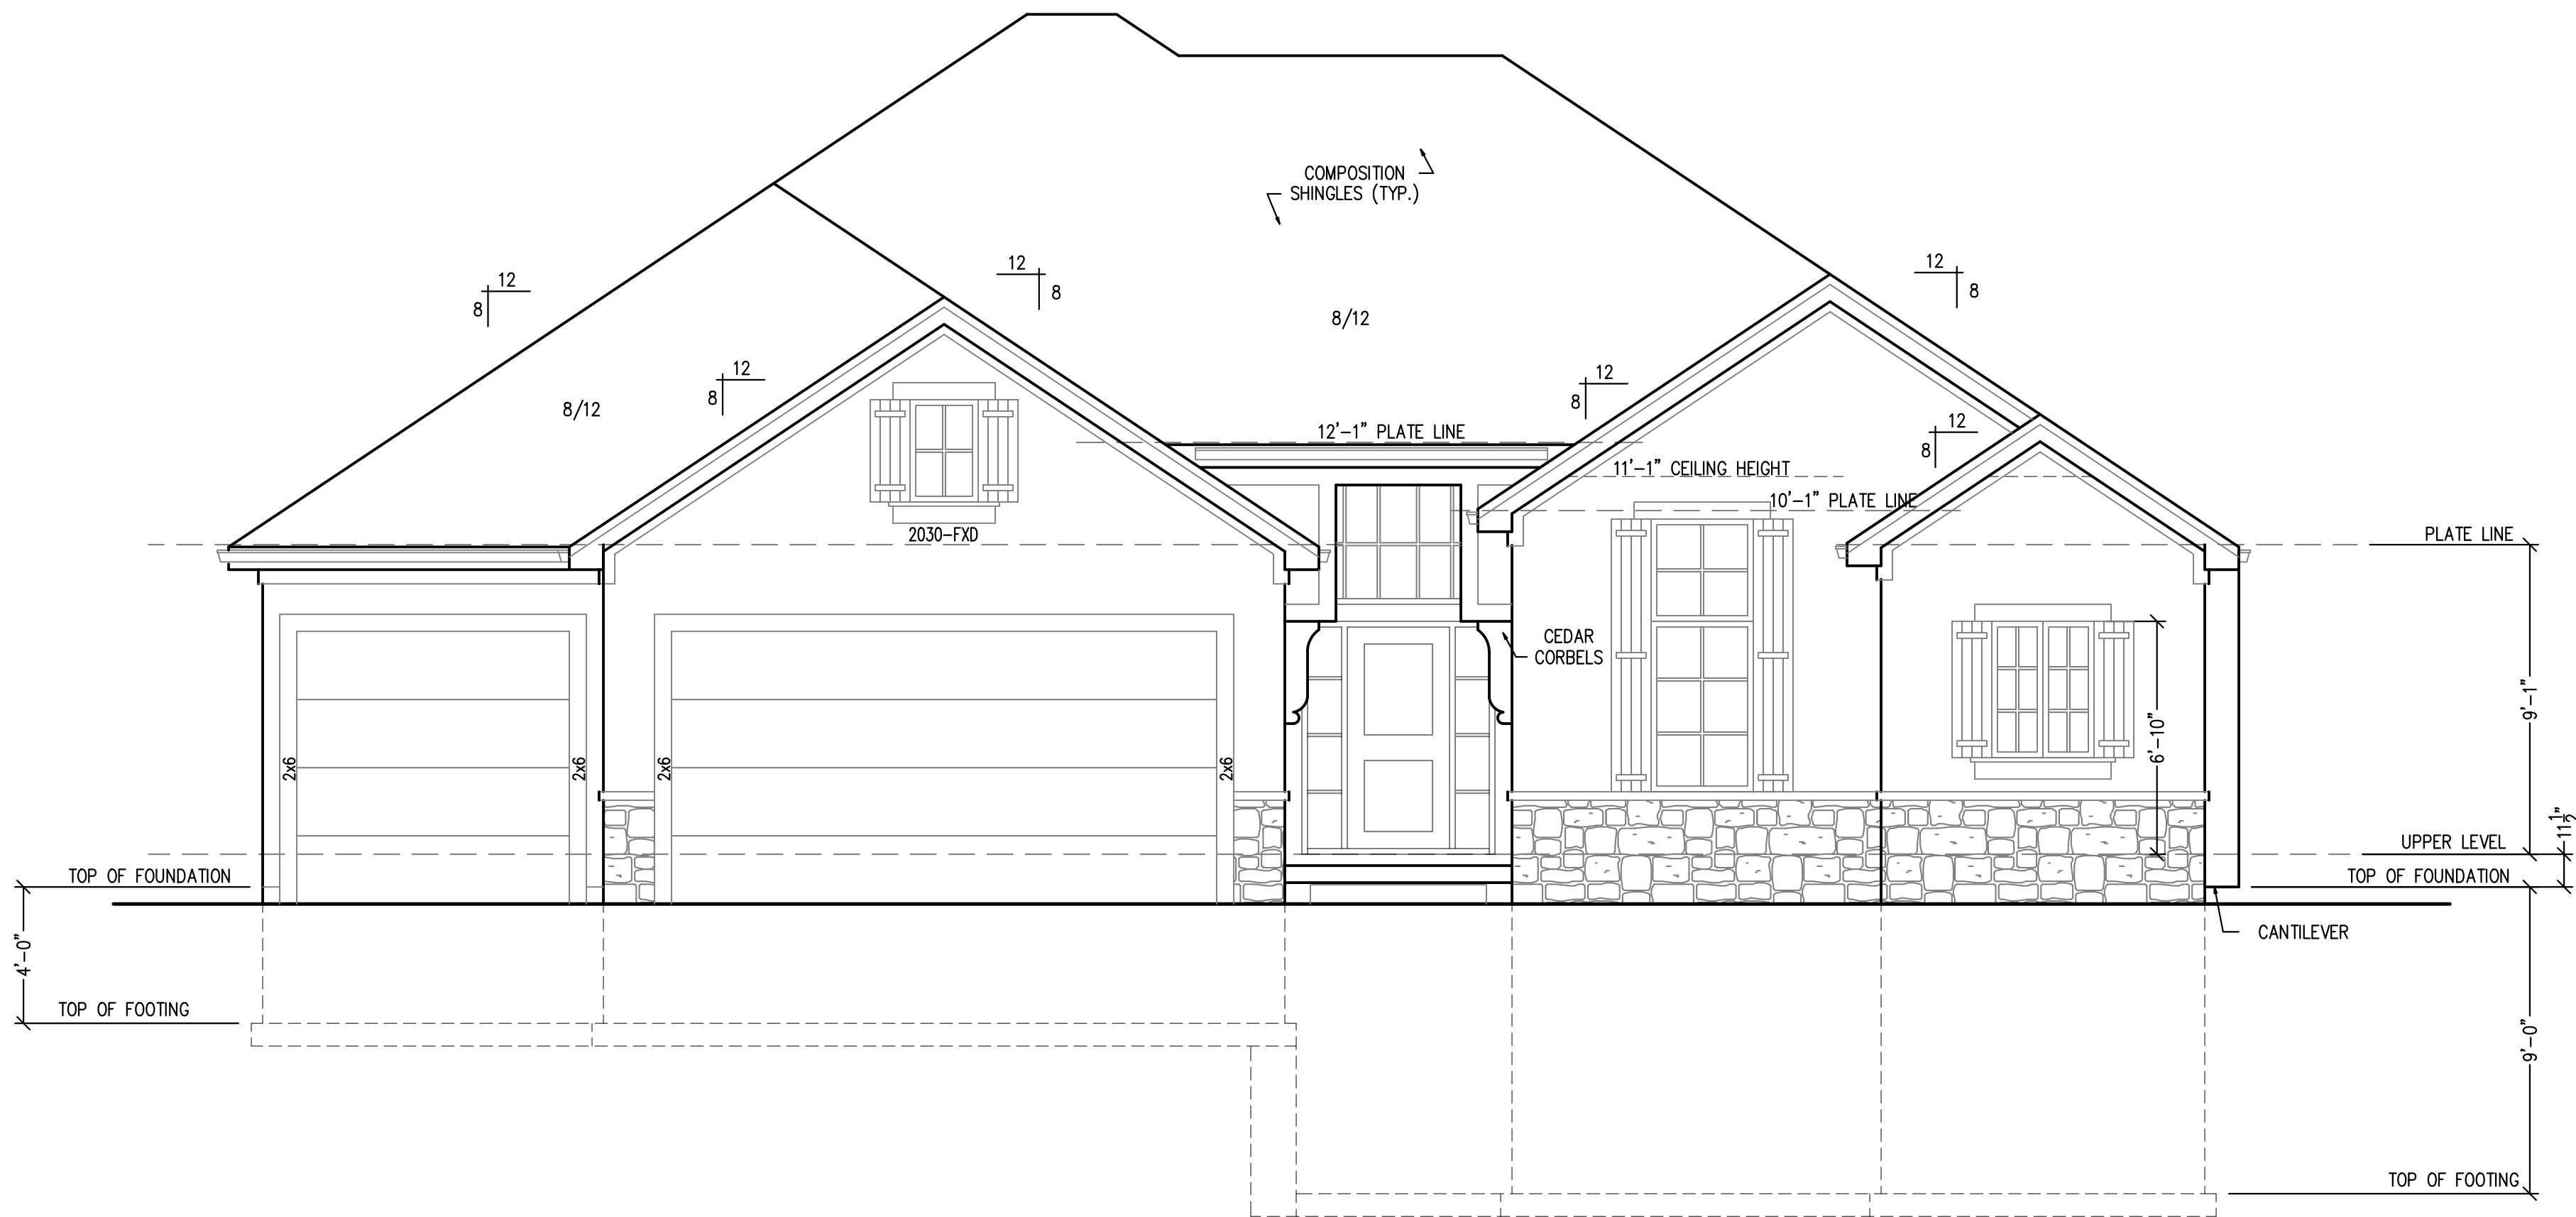 COMPOSITION
SHINGLES (TYP.)
12
8
12
8
12
8
8/12
12
8
12
8
8/12
12
8
12'-1" PLATE LINE
11'-1" CEILING HEIGHT
10'-1" PLATE LINE
2030-FXD
PLATE LINE
CEDAR
CORBELS
9'-1"
6'-10"
2x6
2x6
2x6
2x6
11 1/2"
UPPER LEVEL
TOP OF FOUNDATION
TOP OF FOUNDATION
CANTILEVER
4'-0"
TOP OF FOOTING
9'-0"
TOP OF FOOTING